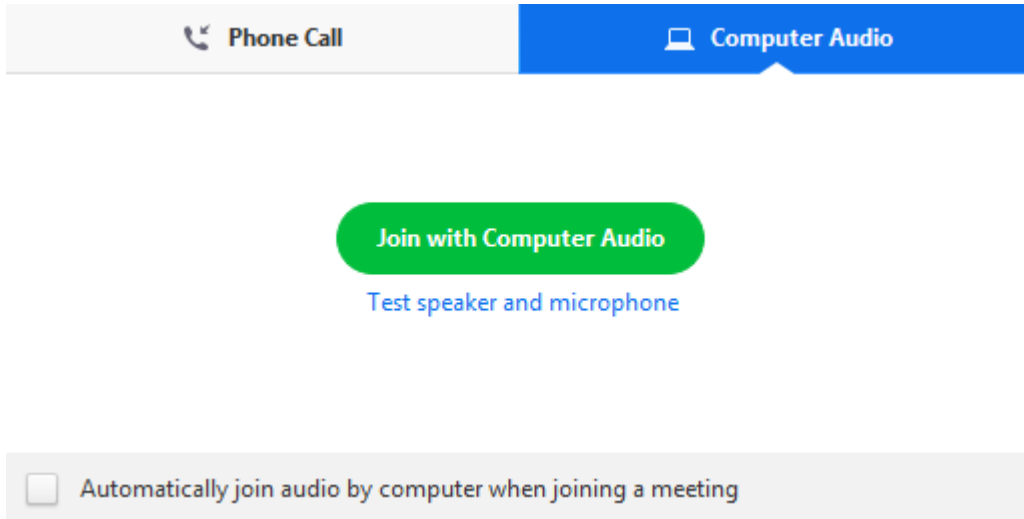 Phone Call
Computer Audio
Join with Computer Audio
Test speaker and microphone
Automatically join audio by computer when joining a meeting